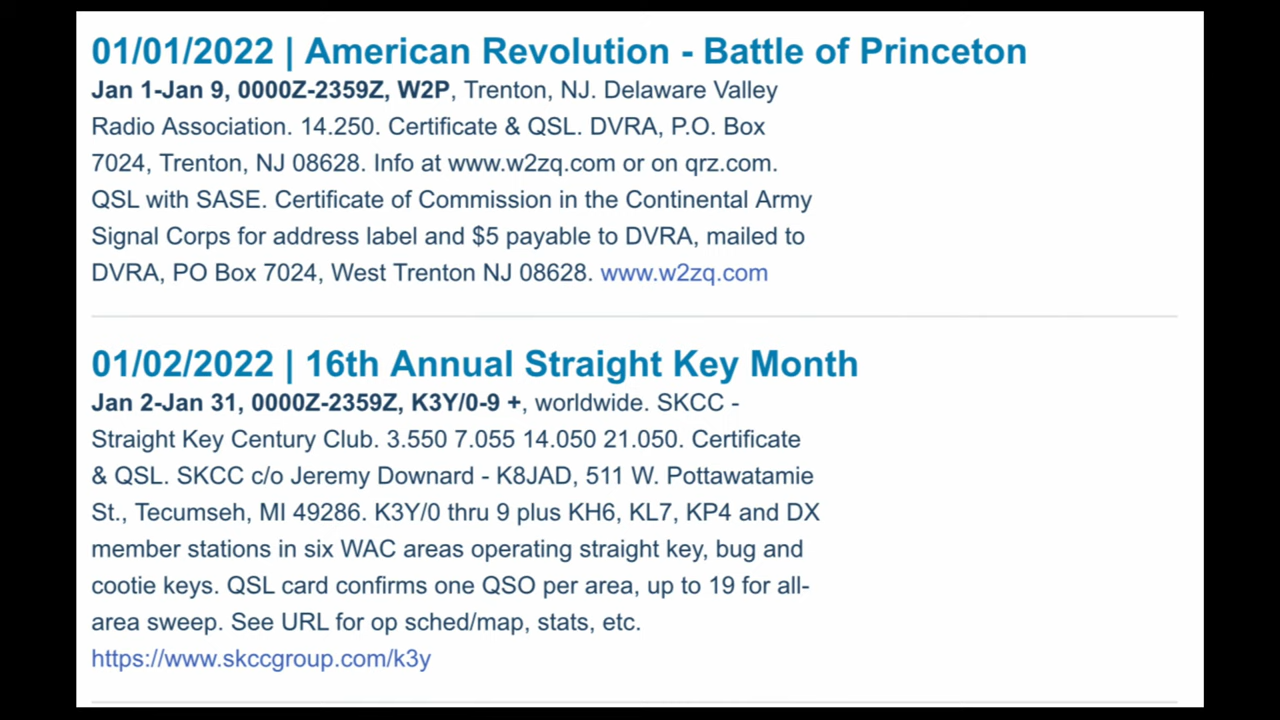 01/01/2022 | American Revolution - Battle of Princeton
Jan 1-Jan 9, 0000Z-2359Z, W2P, Trenton, NJ. Delaware Valley
Radio Association. 14.250. Certificate & QSL. DVRA, P.O. Box
7024, Trenton, NJ 08628. Info at www.w2zq.com or on qrz.com.
QSL with SASE. Certificate of Commission in the Continental Army
Signal Corps for address label and $5 payable to DVRA, mailed to
DVRA, PO Box 7024, West Trenton NJ 08628. www.w2zq.com
01/02/2022 | 16th Annual Straight Key Month
Jan 2-Jan 31, 0000Z-2359Z, K3Y/0-9 +, worldwide. SKCC -
Straight Key Century Club. 3.550 7.055 14.050 21.050. Certificate
& QSL. SKCC c/o Jeremy Downard - K8JAD, 511 W. Pottawatamie
St., Tecumseh, MI 49286. K3Y/0 thru 9 plus KH6, KL7, KP4 and DX
member stations in six WAC areas operating straight key, bug and
cootie keys. QSL card confirms one QSO per area, up to 19 for all-
area sweep. See URL for op sched/map, stats, etc.
https://www.skccgroup.com/k3y